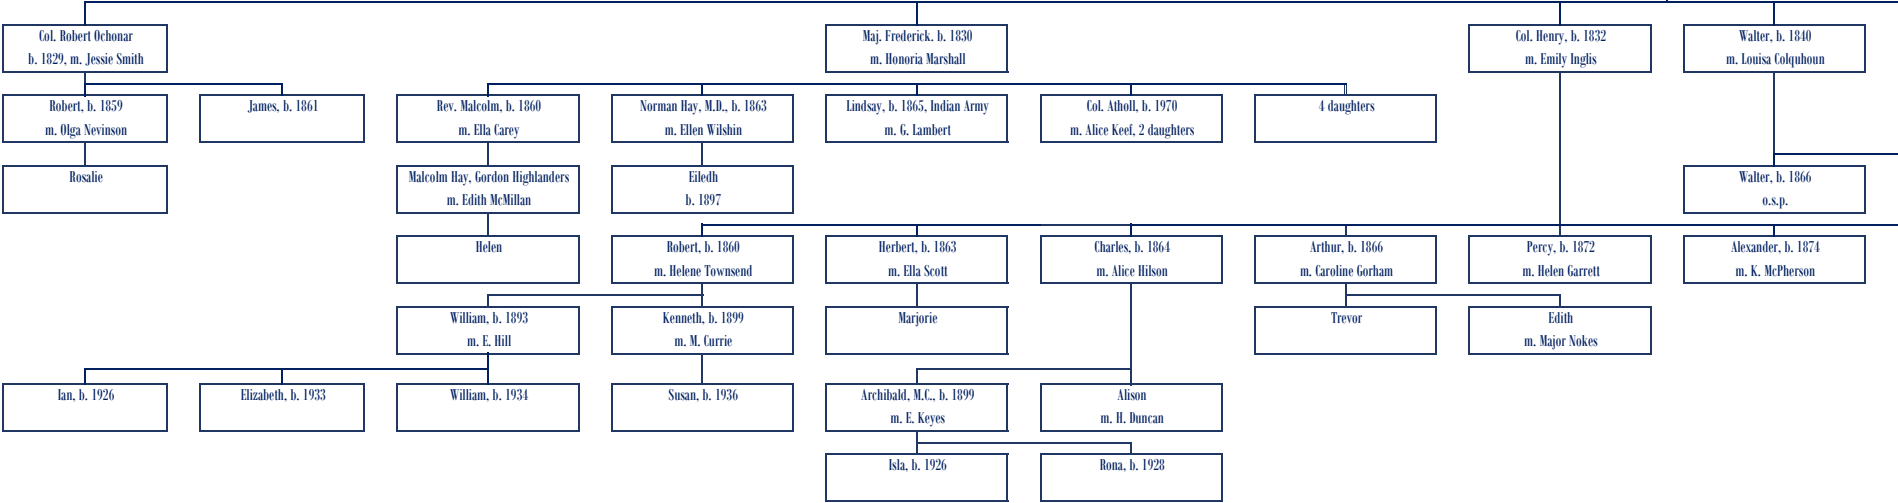 Col. Robert Ochonar
b. 1829, m. Jessie Smith
Maj. Frederick. b. 1830
m. Honoria Marshall
Col. Henry, b. 1832
m. Emily Inglis
Walter, b. 1840
m. Louisa Colquhoun
Robert, b. 1859
m. Olga Nevinson
James, b. 1861
Rev. Malcolm, b. 1860
m. Ella Carey
Norman Hay, M.D., b. 1863
m. Ellen Wilshin
Lindsay, b. 1865, Indian Army
m. G. Lambert
Col. Atholl, b. 1970
m. Alice Keef, 2 daughters
4 daughters
Rosalie
Malcolm Hay, Gordon Highlanders
m. Edith McMillan
Eiledh
b. 1897
Walter, b. 1866
o.s.p.
Helen
Robert, b. 1860
m. Helene Townsend
Herbert, b. 1863
m. Ella Scott
Charles, b. 1864
m. Alice Hilson
Arthur, b. 1866
m. Caroline Gorham
Percy, b. 1872
m. Helen Garrett
Alexander, b. 1874
m. K. McPherson
William, b. 1893
m. E. Hill
Kenneth, b. 1899
m. M. Currie
Marjorie
Trevor
Edith
m. Major Nokes
Ian, b. 1926
Elizabeth, b. 1933
William, b. 1934
Susan, b. 1936
Archibald, M.C., b. 1899
m. E. Keyes
Alison
m. H. Duncan
Isla, b. 1926
Rona, b. 1928